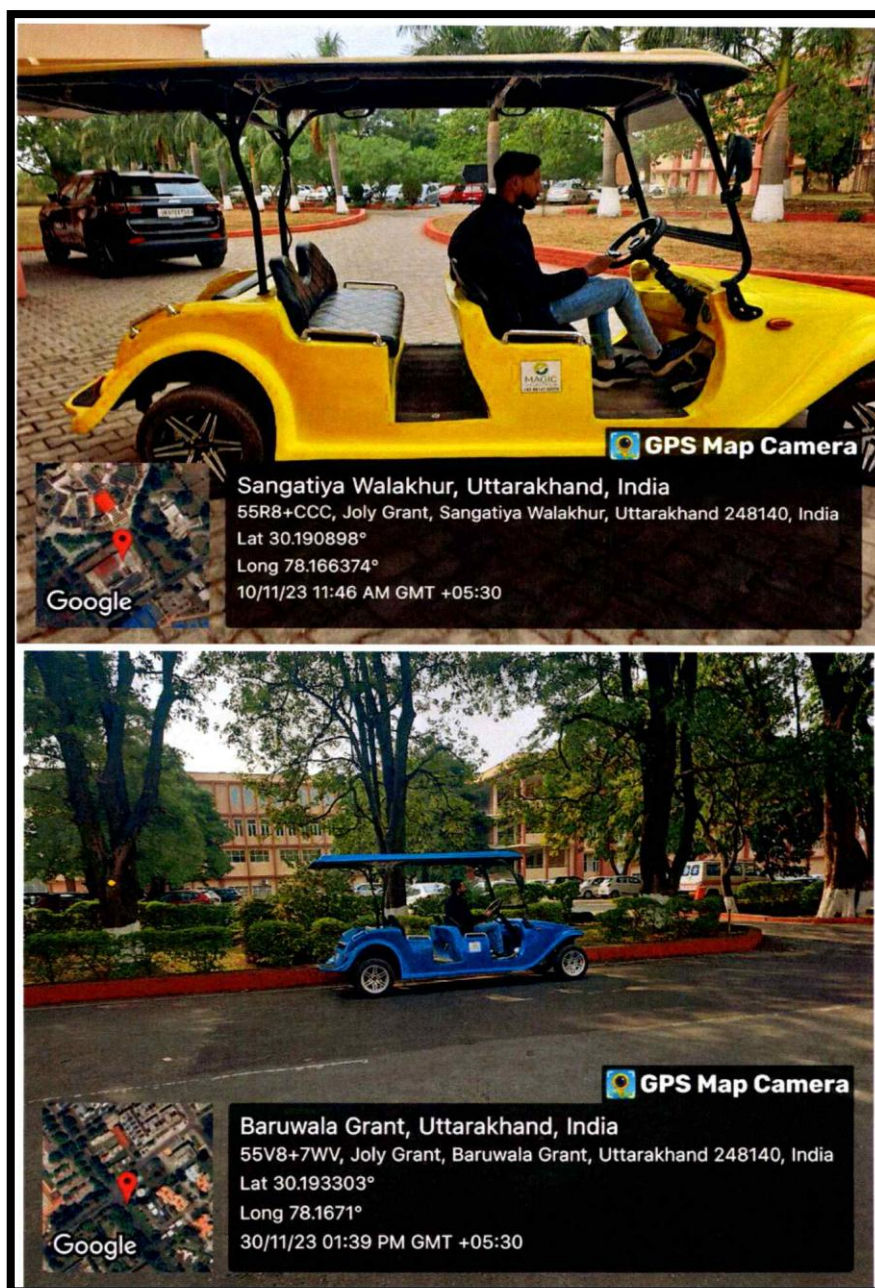 MAGIC
GPS Map Camera
Sangatiya Walakhur, Uttarakhand, India
55R8+CCC, Joly Grant, Sangatiya Walakhur, Uttarakhand 248140, India
Lat 30.190898°
Long 78.166374°
10/11/23 11:46 AM GMT +05:30
Google
GPS Map Camera
Baruwala Grant, Uttarakhand, India
55V8+7WV, Joly Grant, Baruwala Grant, Uttarakhand 248140, India
Lat 30.193303°
Long 78.1671°
30/11/23 01:39 PM GMT +05:30
Google